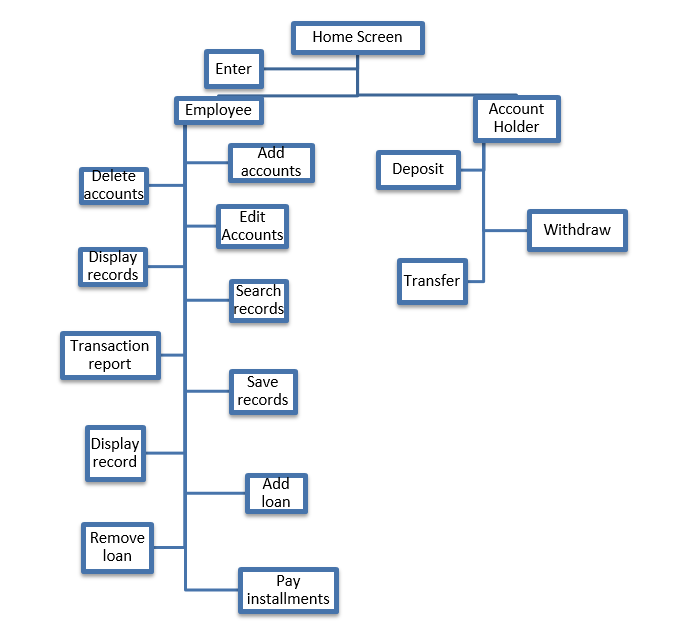 Home Screen
Enter
Employee
Account
Holder
Add
accounts
Deposit
Delete
accounts
Edit
Accounts
Withdraw
Display
records
Transfer
Search
records
Transaction
report
Save
records
Display
record
Add
loan
Remove
loan
Pay
installments